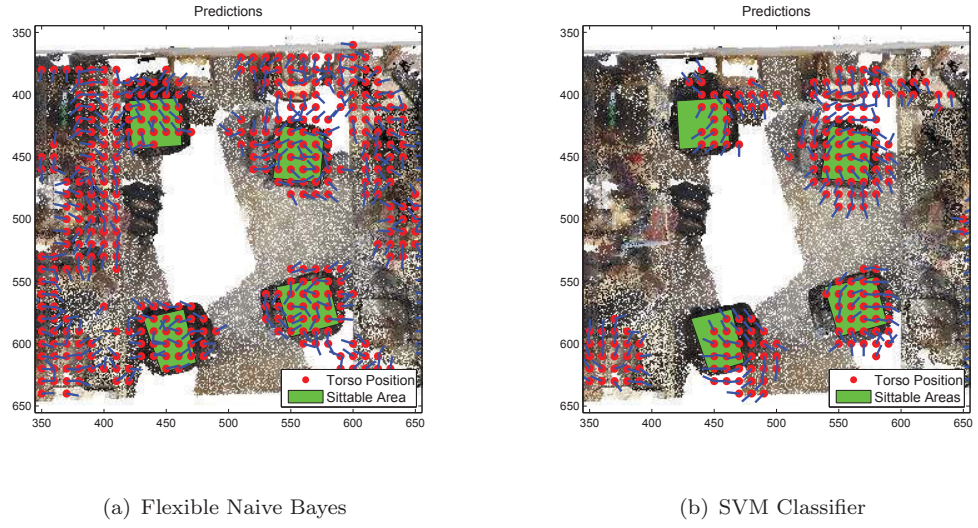 Predictions
350
400
450
500
550
600
650
350 400 450 500 550 600 650
Torso Position
Sittable Area
(a) Flexible Naive Bayes
Predictions
350
400
450
500
550
600
650
350 400 450 500 550 600 650
Torso Position
Sittable Areas
(b) SVM Classifier